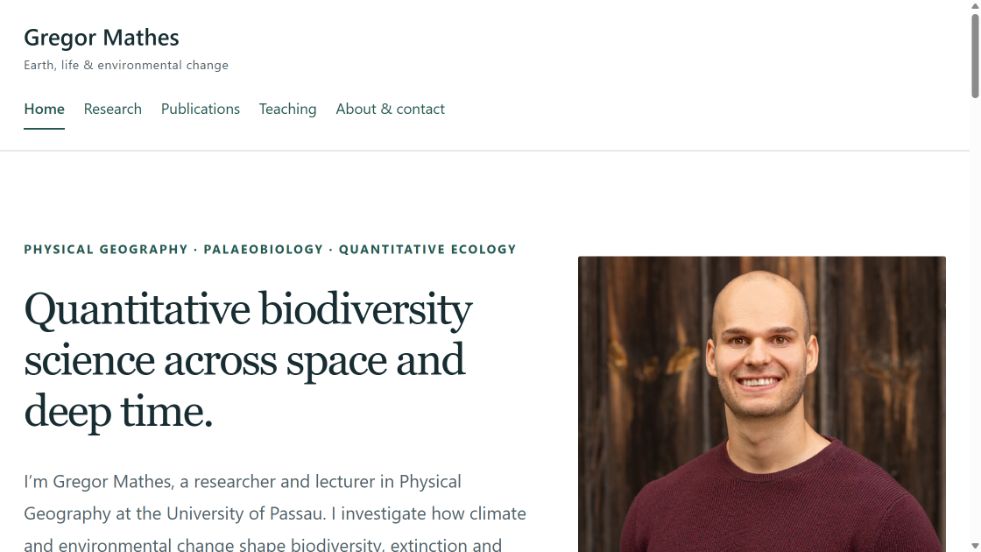 Gregor Mathes
Earth, life & environmental change
Home Research Publications Teaching About & contact
PHYSICAL GEOGRAPHY · PALAEOBIOLOGY · QUANTITATIVE ECOLOGY
Quantitative biodiversity
science across space and
deep time.
I’m Gregor Mathes, a researcher and lecturer in Physical
Geography at the University of Passau. I investigate how climate
and environmental change shape biodiversity, extinction and